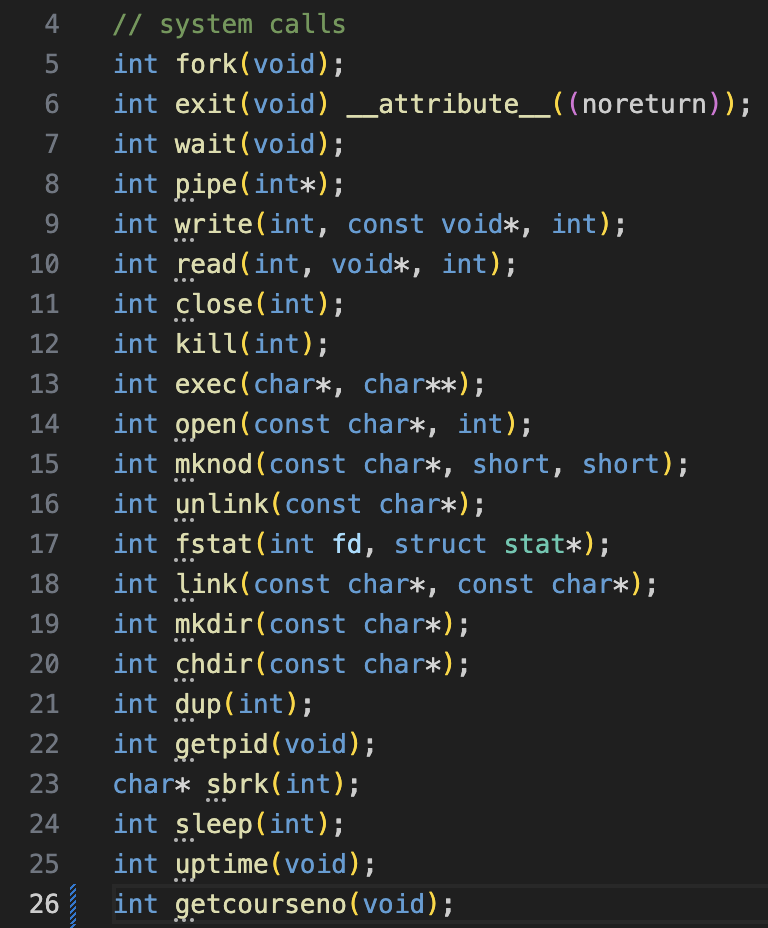 4 // system calls
5 int fork(void);
6 int exit(void) __attribute__((noreturn));
7 int wait(void);
8 int pipe(int*);
9 int write(int, const void*, int);
10 int read(int, void*, int);
11 int close(int);
12 int kill(int);
13 int exec(char*, char**);
14 int open(const char*, int);
15 int mknod(const char*, short, short);
16 int unlink(const char*);
17 int fstat(int fd, struct stat*);
18 int link(const char*, const char*);
19 int mkdir(const char*);
20 int chdir(const char*);
21 int dup(int);
22 int getpid(void);
23 char* sbrk(int);
24 int sleep(int);
25 int uptime(void);
26 int getcourseno(void);